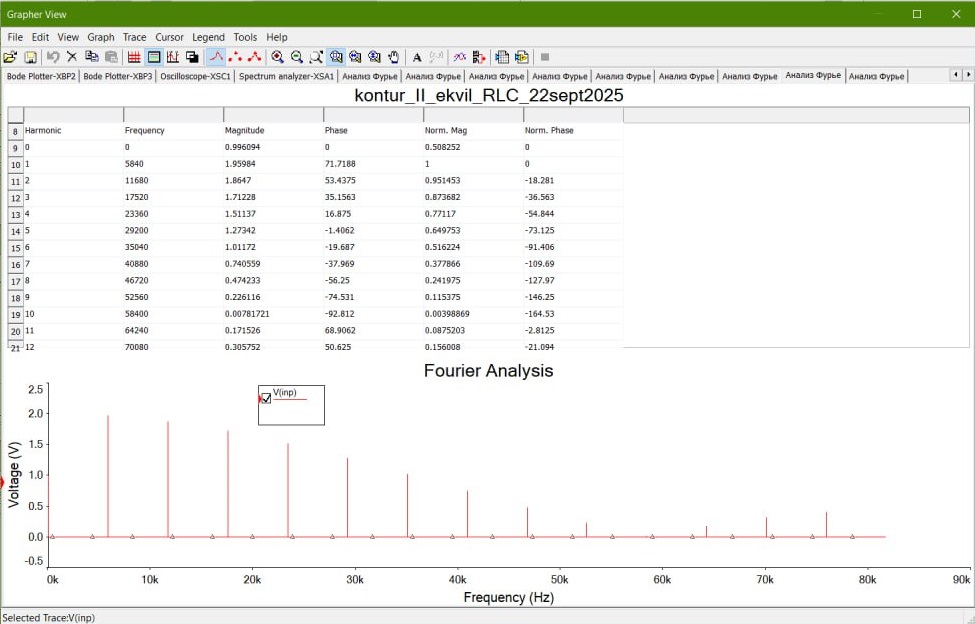 Grapher View
File Edit View Graph Trace Cursor Legend Tools Help
Bode Plotter-XBP2 Bode Plotter-XBP3 Oscilloscope-XSC1 Spectrum analyzer-XSA1 Анализ Фурье Анализ Фурье Анализ Фурье Анализ Фурье Анализ Фурье Анализ Фурье Анализ Фурье Анализ Фурье Анализ Фурье
kontur_II_ekvil_RLC_22sept2025
8 Harmonic Frequency Magnitude Phase Norm. Mag Norm. Phase
9 0 0 0.996094 0 0.508252 0
10 1 5840 1.95984 71.7188 1 0
11 2 11680 1.8647 53.4375 0.951453 -18.281
12 3 17520 1.71228 35.1563 0.873682 -36.563
13 4 23360 1.51137 16.875 0.77117 -54.844
14 5 29200 1.27342 -1.4062 0.649753 -73.125
15 6 35040 1.01172 -19.687 0.516224 -91.406
16 7 40880 0.740559 -37.969 0.377866 -109.69
17 8 46720 0.474233 -56.25 0.241975 -127.97
18 9 52560 0.226116 -74.531 0.115375 -146.25
19 10 58400 0.00781721 -92.812 0.00398869 -164.53
20 11 64240 0.171526 68.9062 0.0875203 -2.8125
21 12 70080 0.305752 50.625 0.156008 -21.094
Fourier Analysis
V(inp)
Voltage (V)
2.5
2.0
1.5
1.0
0.5
0.0
-0.5
0k 10k 20k 30k 40k 50k 60k 70k 80k 90k
Frequency (Hz)
Selected Trace:V(inp)